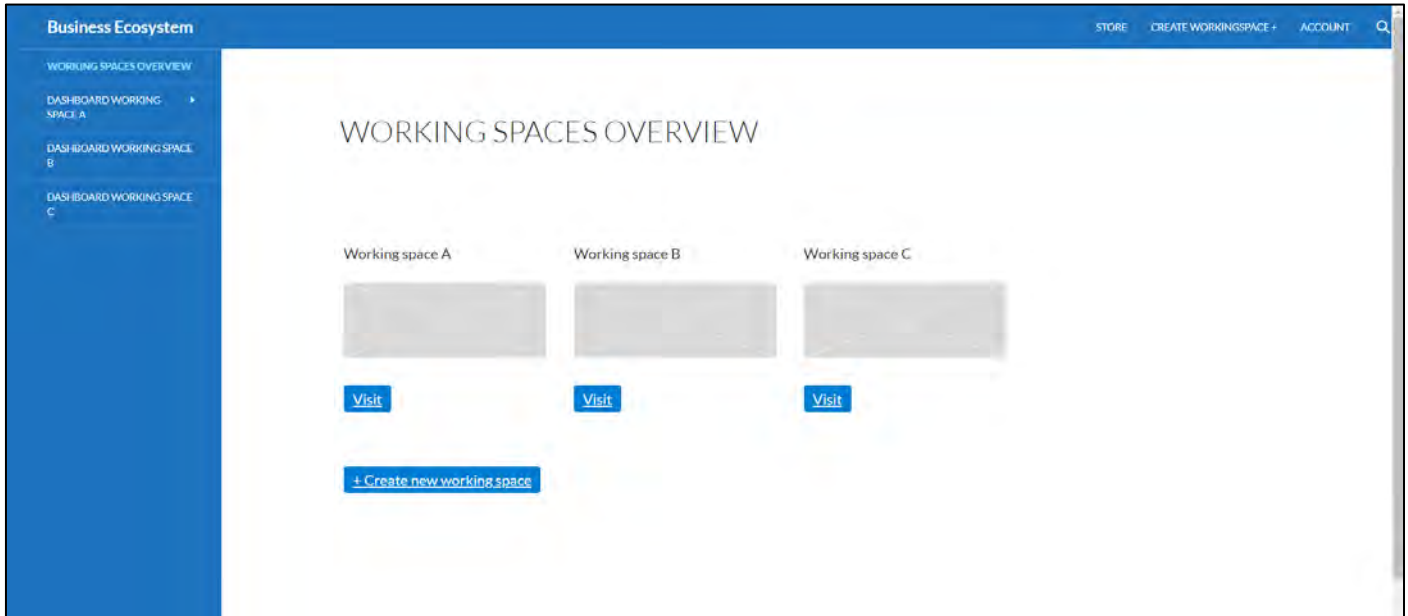 Business Ecosystem
STORE CREATE WORKINGSPACE + ACCOUNT
WORKING SPACES OVERVIEW
DASHBOARD WORKING
SPACE A
DASHBOARD WORKING SPACE
B
DASHBOARD WORKING SPACE
C
WORKING SPACES OVERVIEW
Working space A Working space B Working space C
Visit Visit Visit
+ Create new working space